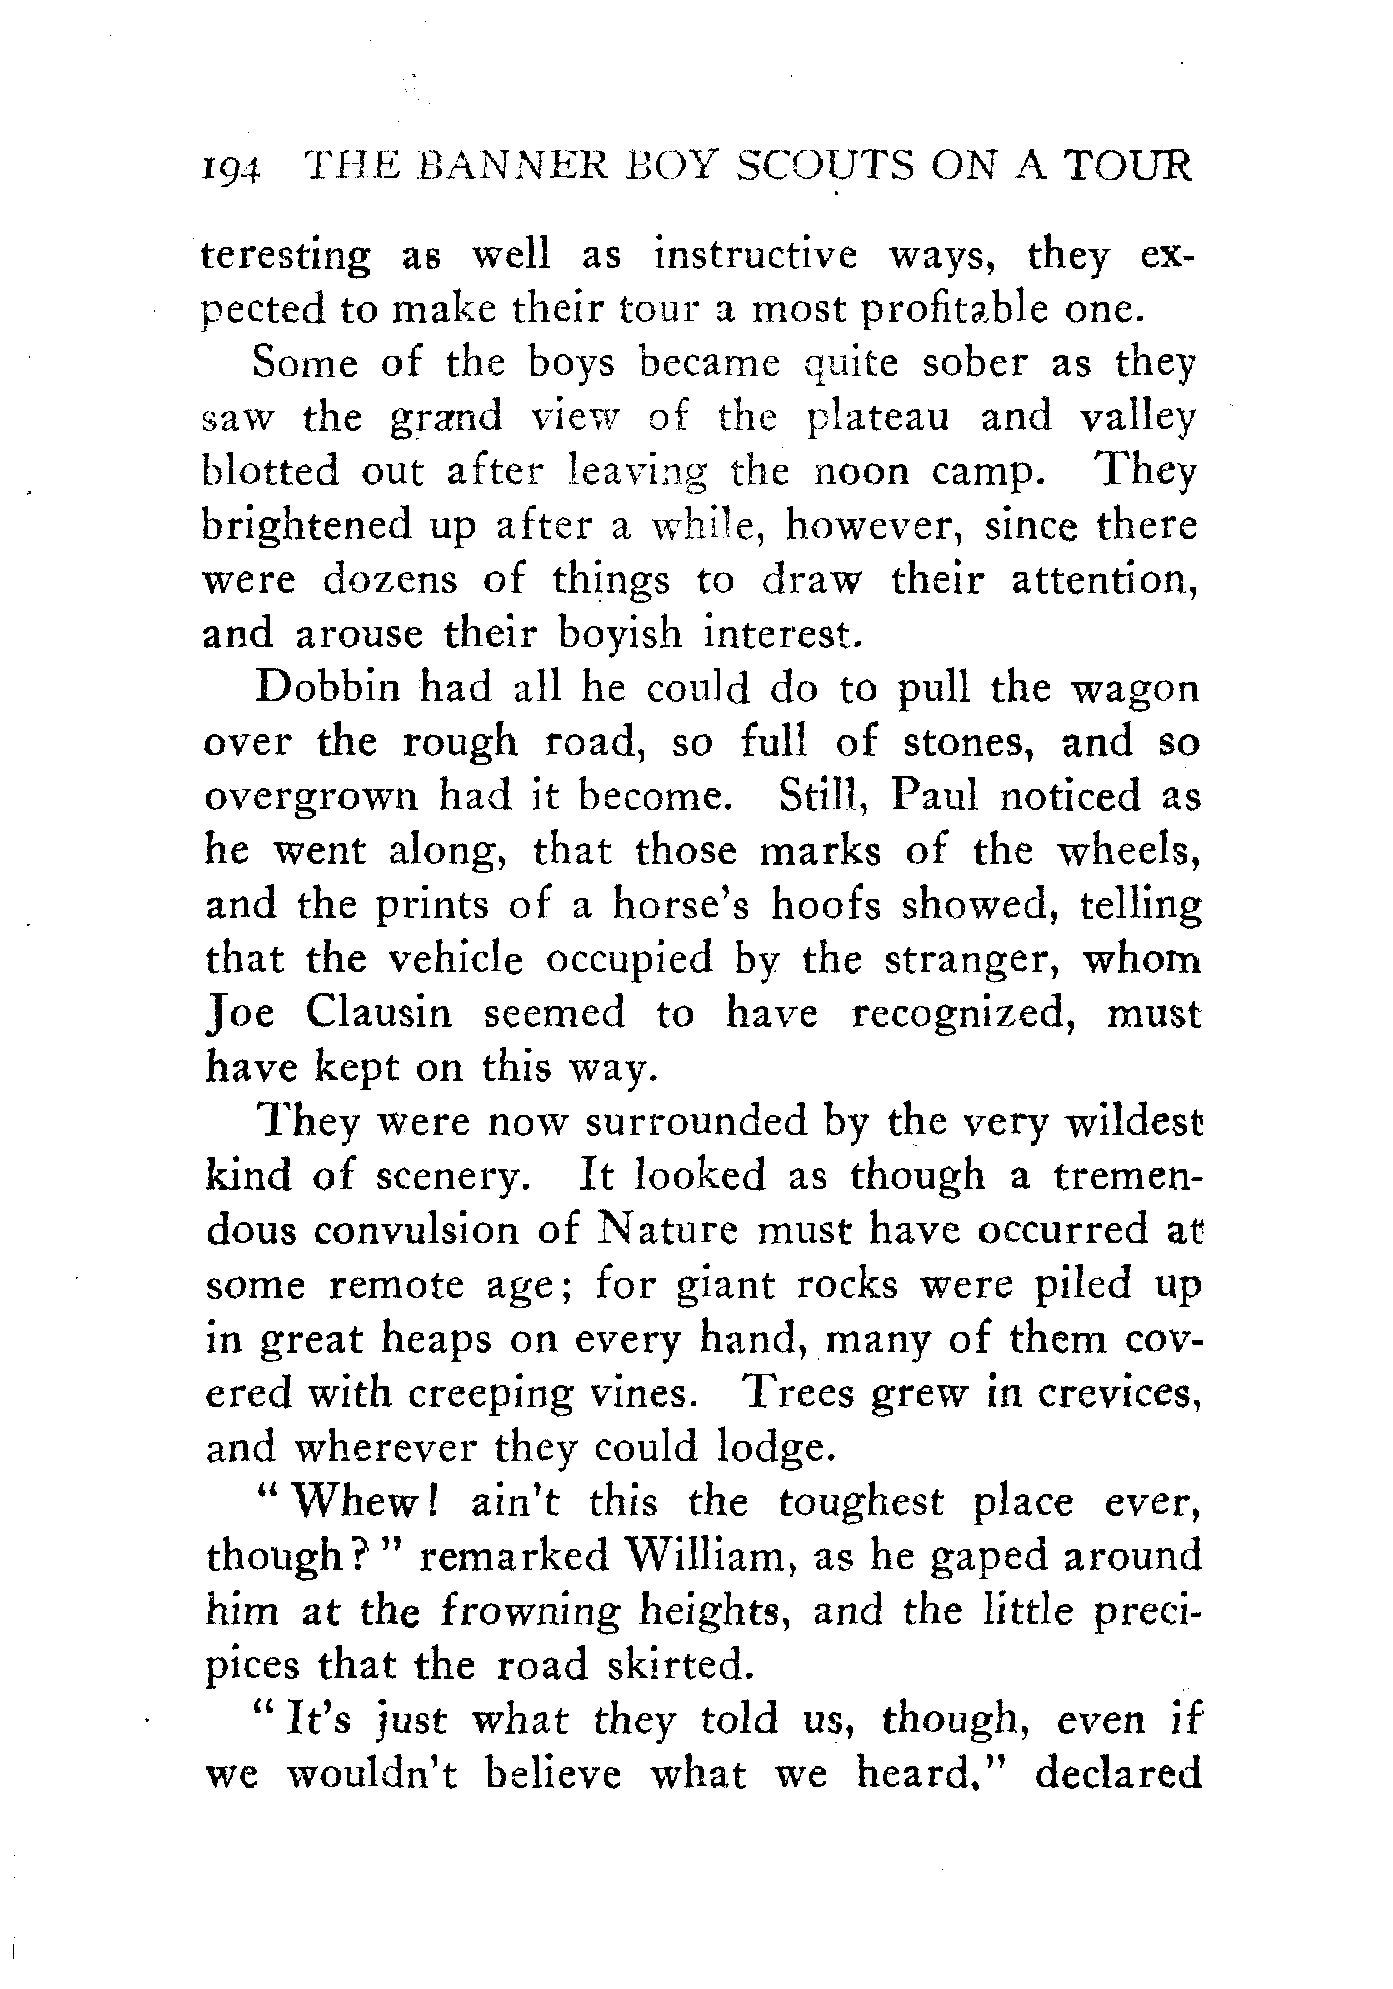 194 THE BANNER BOY SCOUTS ON A TOUR
teresting as well as instructive ways, they ex-
pected to make their tour a most profitable one.
Some of the boys became quite sober as they
saw the grand view of the plateau and valley
blotted out after leaving the noon camp. They
brightened up after a while, however, since there
were dozens of things to draw their attention,
and arouse their boyish interest.
Dobbin had all he could do to pull the wagon
over the rough road, so full of stones, and so
overgrown had it become. Still, Paul noticed as
he went along, that those marks of the wheels,
and the prints of a horse's hoofs showed, telling
that the vehicle occupied by the stranger, whom
Joe Clausin seemed to have recognized, must
have kept on this way.
They were now surrounded by the very wildest
kind of scenery. It looked as though a tremen-
dous convulsion of Nature must have occurred at
some remote age; for giant rocks were piled up
in great heaps on every hand, many of them cov-
ered with creeping vines. Trees grew in crevices,
and wherever they could lodge.
"Whew! ain't this the toughest place ever,
though?" remarked William, as he gaped around
him at the frowning heights, and the little preci-
pices that the road skirted.
"It's just what they told us, though, even if
we wouldn't believe what we heard." declared